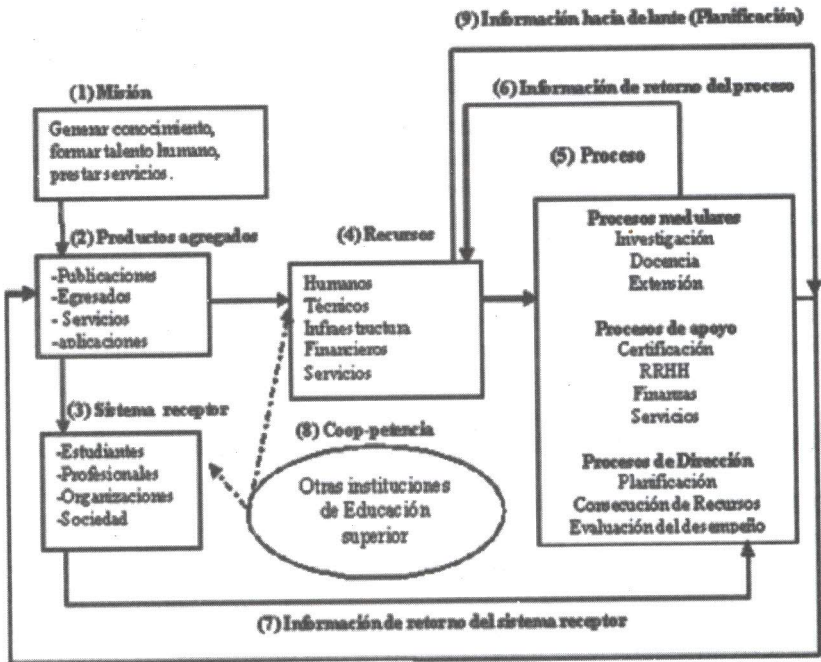 (9) Información hacia delante (Planificación)
(1) Misión
(6) Información de retorno del proceso
Generar conocimiento,
formar talento humano,
prestar servicios.
(5) Proceso
(2) Productos agregados
(4) Recursos
Procesos medulares
Investigación
Docencia
Extensión
-Publicaciones
-Egresados
- Servicios
-aplicaciones
Humanos
Técnicos
Infraestructura
Financieros
Servicios
Procesos de apoyo
Certificación
RRHH
Finanzas
Servicios
(3) Sistema receptor
(8) Coop-petencia
-Estudiantes
-Profesionales
-Organizaciones
-Sociedad
Otras instituciones
de Educación
superior
Procesos de Dirección
Planificación
Consecución de Recursos
Evaluación del desempeño
(7) Información de retorno del sistema receptor